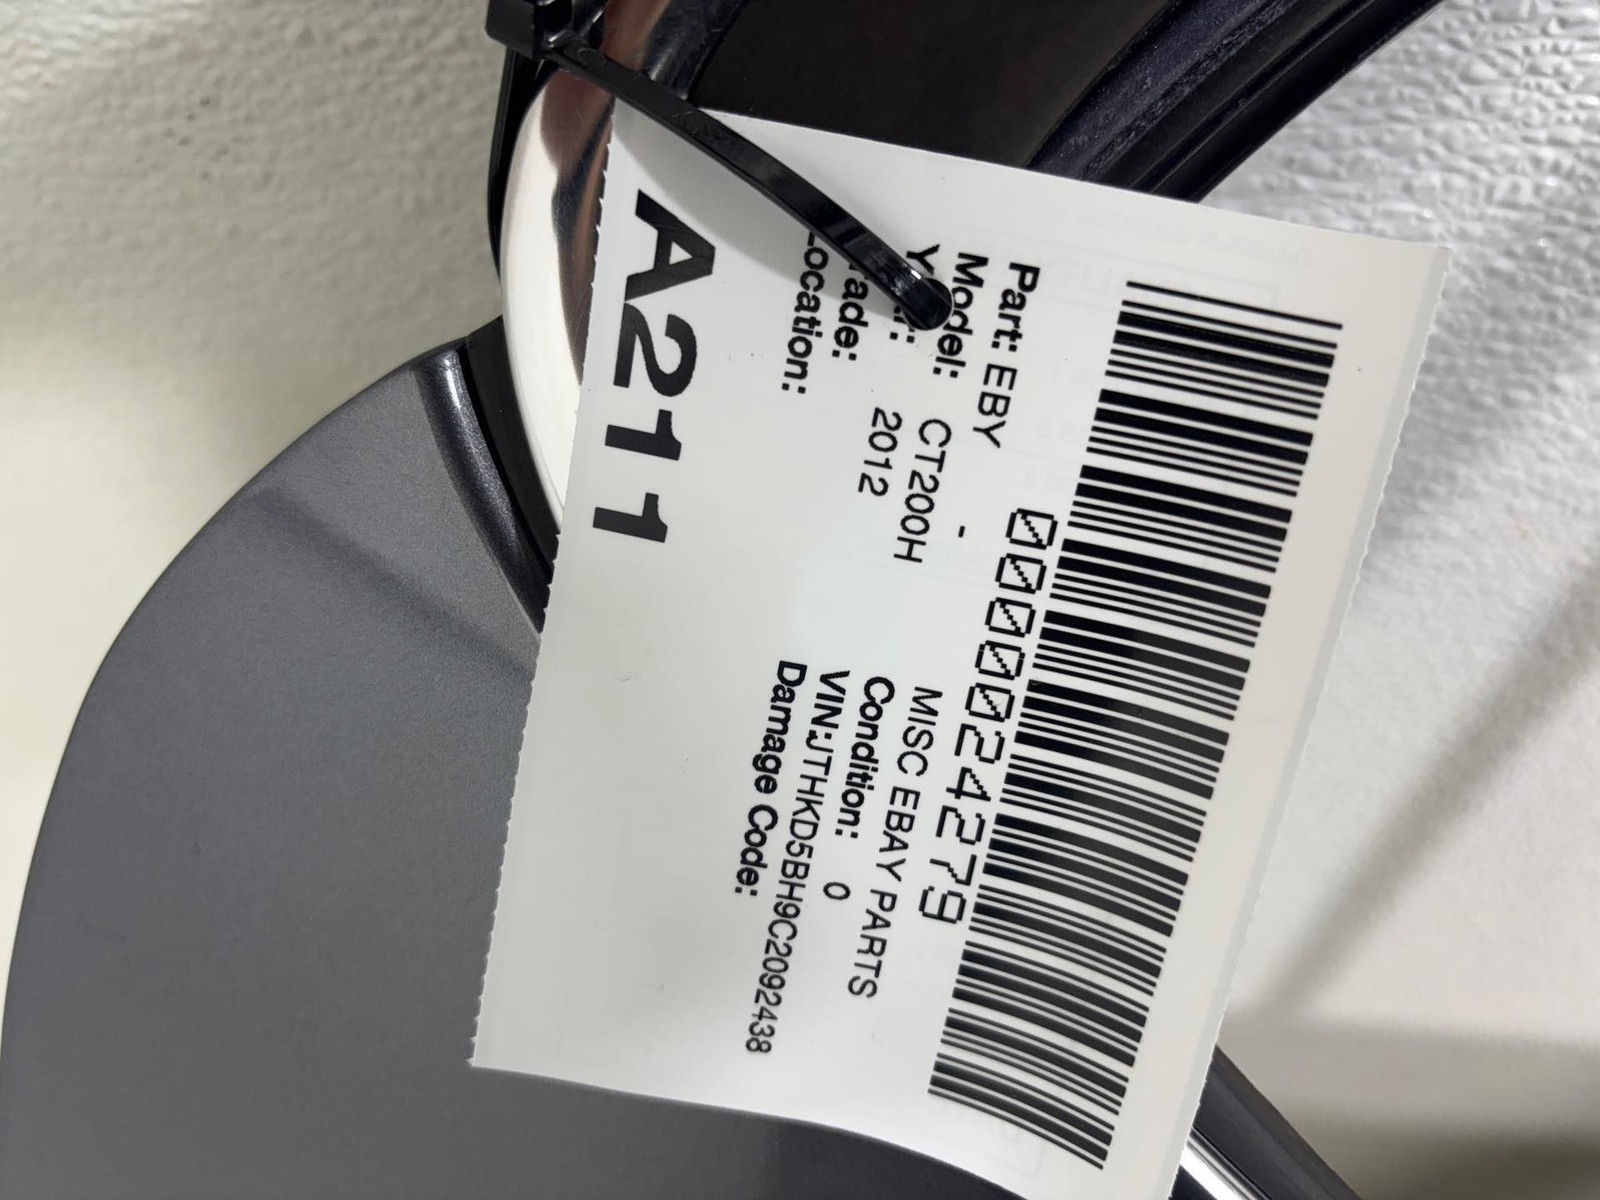 0000024279
Part: EBY - MISC EBAY PARTS
Model: CT200H
2012
Condition: 0
VIN:JTHKD5BH9C2092438
Location:
Damage Code:
A211